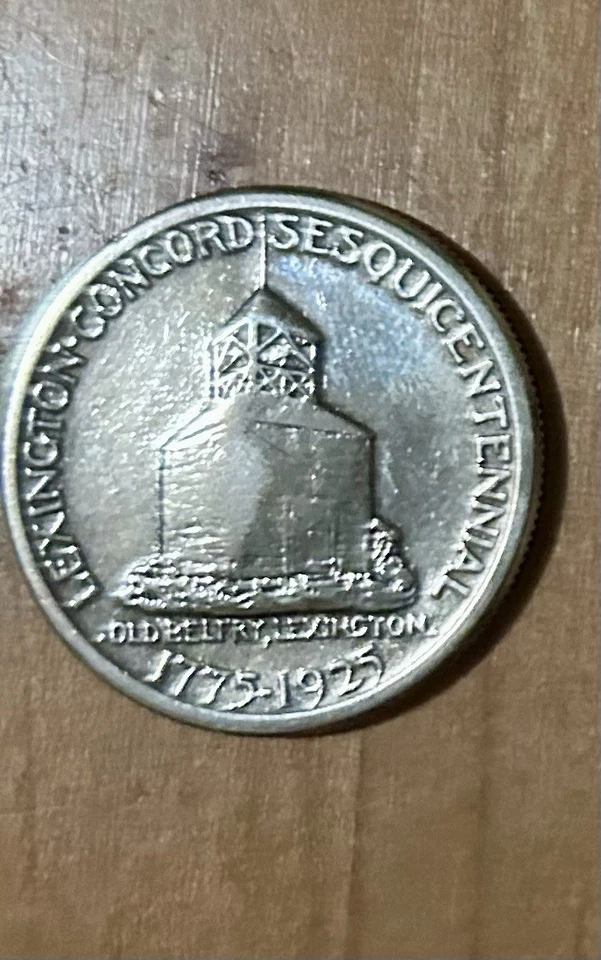 LEXINGTON·CONCORD SESQUICENTENNIAL
OLD BELFRY, LEXINGTON
1775-1925